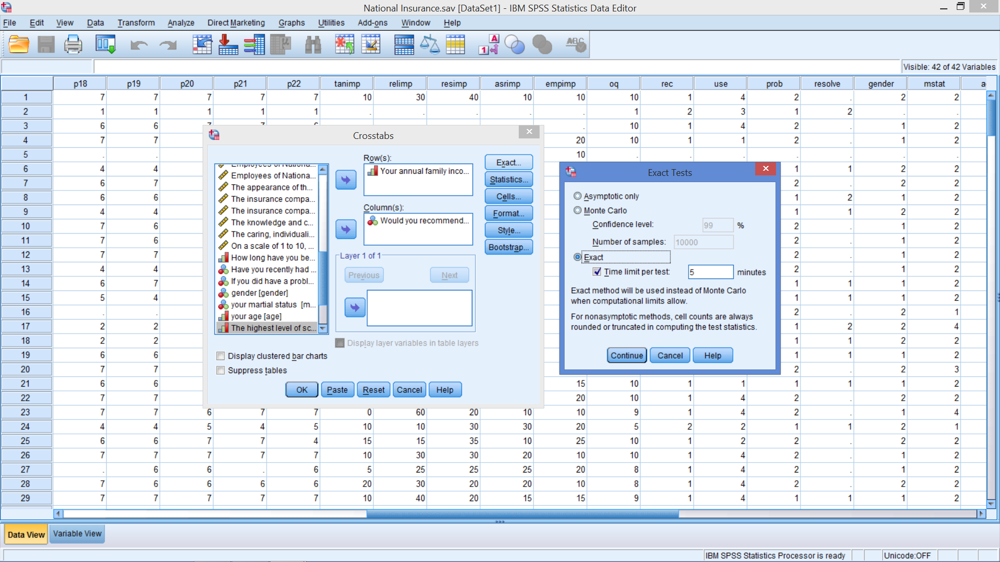 National Insurance.sav [DataSet1] - IBM SPSS Statistics Data Editor
File Edit View Data Transform Analyze Direct Marketing Graphs Utilities Add-ons Window Help
Visible: 42 of 42 Variables
p18 p19 p20 p21 p22 tanimp relimp resimp asrimp empimp oq rec use prob resolve gender mstat
1 7 7 7 7 7 10 30 40 10 10 10 1 4 2 . 2 2
2 1 1 1 1 1 . . . . . 1 2 3 1 2 . .
3 6 6 . 10 1 4 2 . 1 2
4 7 7 20 10 1 1 2 . 1 2
5 . . 10 . . . . . . .
6 4 4 1 1 2 2
7 6 7 2 . 2 2
8 6 6 1 2 1 2
9 4 4 1 1 2 2
10 7 6 2 . 1 2
11 7 6 2 . 1 2
12 7 7 2 . 1 2
13 4 4 2 . 1 2
14 6 7 1 1 1 2
15 5 4 1 1 1 2
16 . . 2 . 2 1
17 2 2 1 2 2 4
18 2 2 1 1 2 2
19 6 6 1 1 1 2
20 7 7 2 . 2 3
21 6 6 15 10 1 1 1 1 1 2
22 7 7 20 10 1 4 2 . 2 2
23 7 7 6 7 7 0 60 20 10 10 9 1 4 2 . 1 4
24 4 4 5 4 5 10 10 30 30 20 5 2 2 1 1 2 1
25 6 6 7 7 4 15 15 35 10 25 10 1 2 2 . 2 2
26 7 7 7 7 7 10 30 30 20 10 10 1 4 2 . 1 2
27 . 6 6 . 6 5 25 25 25 20 8 1 4 2 . 1 2
28 7 6 6 6 6 20 30 20 20 10 8 1 4 2 . 2 2
29 7 7 7 7 7 10 40 20 15 15 9 1 4 1 1 1 2
Crosstabs
Employees of Nationa...
Employees of Nationa...
The appearance of th...
The insurance compa...
The insurance compa...
The knowledge and c...
The caring, individuali...
On a scale of 1 to 10, ...
How long have you be...
Have you recently had ...
If you did have a probl...
gender [gender]
your martial status [m...
your age [age]
The highest level of sc...
Row(s):
Your annual family inco...
Column(s):
Would you recommend...
Layer 1 of 1
Previous Next
Display layer variables in table layers
Exact...
Statistics...
Cells...
Format...
Style...
Bootstrap...
Display clustered bar charts
Suppress tables
OK Paste Reset Cancel Help
Exact Tests
Asymptotic only
Monte Carlo
Confidence level: 99 %
Number of samples: 10000
Exact
Time limit per test: 5 minutes
Exact method will be used instead of Monte Carlo
when computational limits allow.
For nonasymptotic methods, cell counts are always
rounded or truncated in computing the test statistics.
Continue Cancel Help
Data View Variable View
IBM SPSS Statistics Processor is ready Unicode:OFF